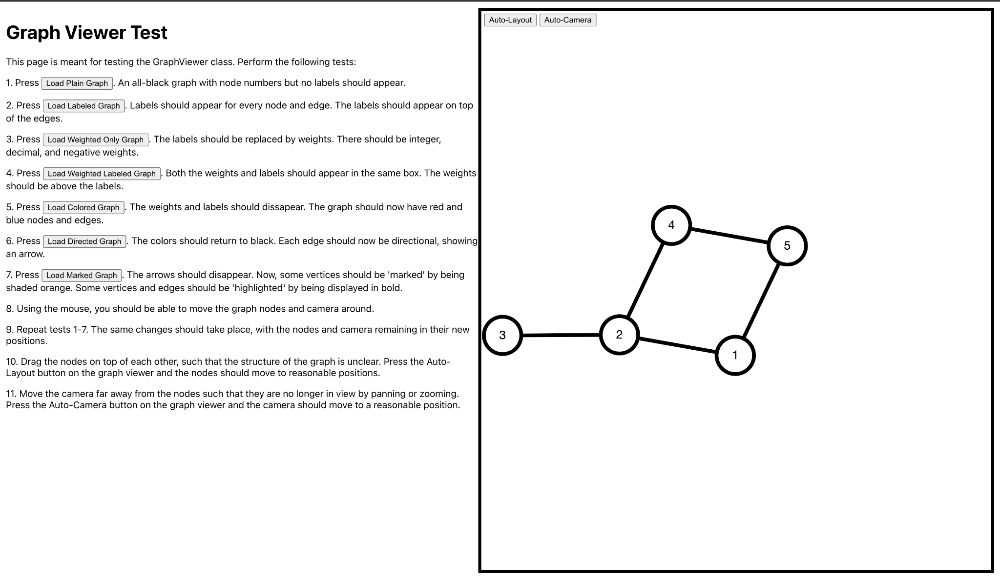 Graph Viewer Test
This page is meant for testing the GraphViewer class. Perform the following tests:
1. Press Load Plain Graph . An all-black graph with node numbers but no labels should appear.
2. Press Load Labeled Graph . Labels should appear for every node and edge. The labels should appear on top
of the edges.
3. Press Load Weighted Only Graph . The labels should be replaced by weights. There should be integer,
decimal, and negative weights.
4. Press Load Weighted Labeled Graph . Both the weights and labels should appear in the same box. The weights
should be above the labels.
5. Press Load Colored Graph . The weights and labels should dissapear. The graph should now have red and
blue nodes and edges.
6. Press Load Directed Graph . The colors should return to black. Each edge should now be directional, showing
an arrow.
7. Press Load Marked Graph . The arrows should disappear. Now, some vertices should be 'marked' by being
shaded orange. Some vertices and edges should be 'highlighted' by being displayed in bold.
8. Using the mouse, you should be able to move the graph nodes and camera around.
9. Repeat tests 1-7. The same changes should take place, with the nodes and camera remaining in their new
positions.
10. Drag the nodes on top of each other, such that the structure of the graph is unclear. Press the Auto-
Layout button on the graph viewer and the nodes should move to reasonable positions.
11. Move the camera far away from the nodes such that they are no longer in view by panning or zooming.
Press the Auto-Camera button on the graph viewer and the camera should move to a reasonable position.
Auto-Layout Auto-Camera
4
5
3
2
1